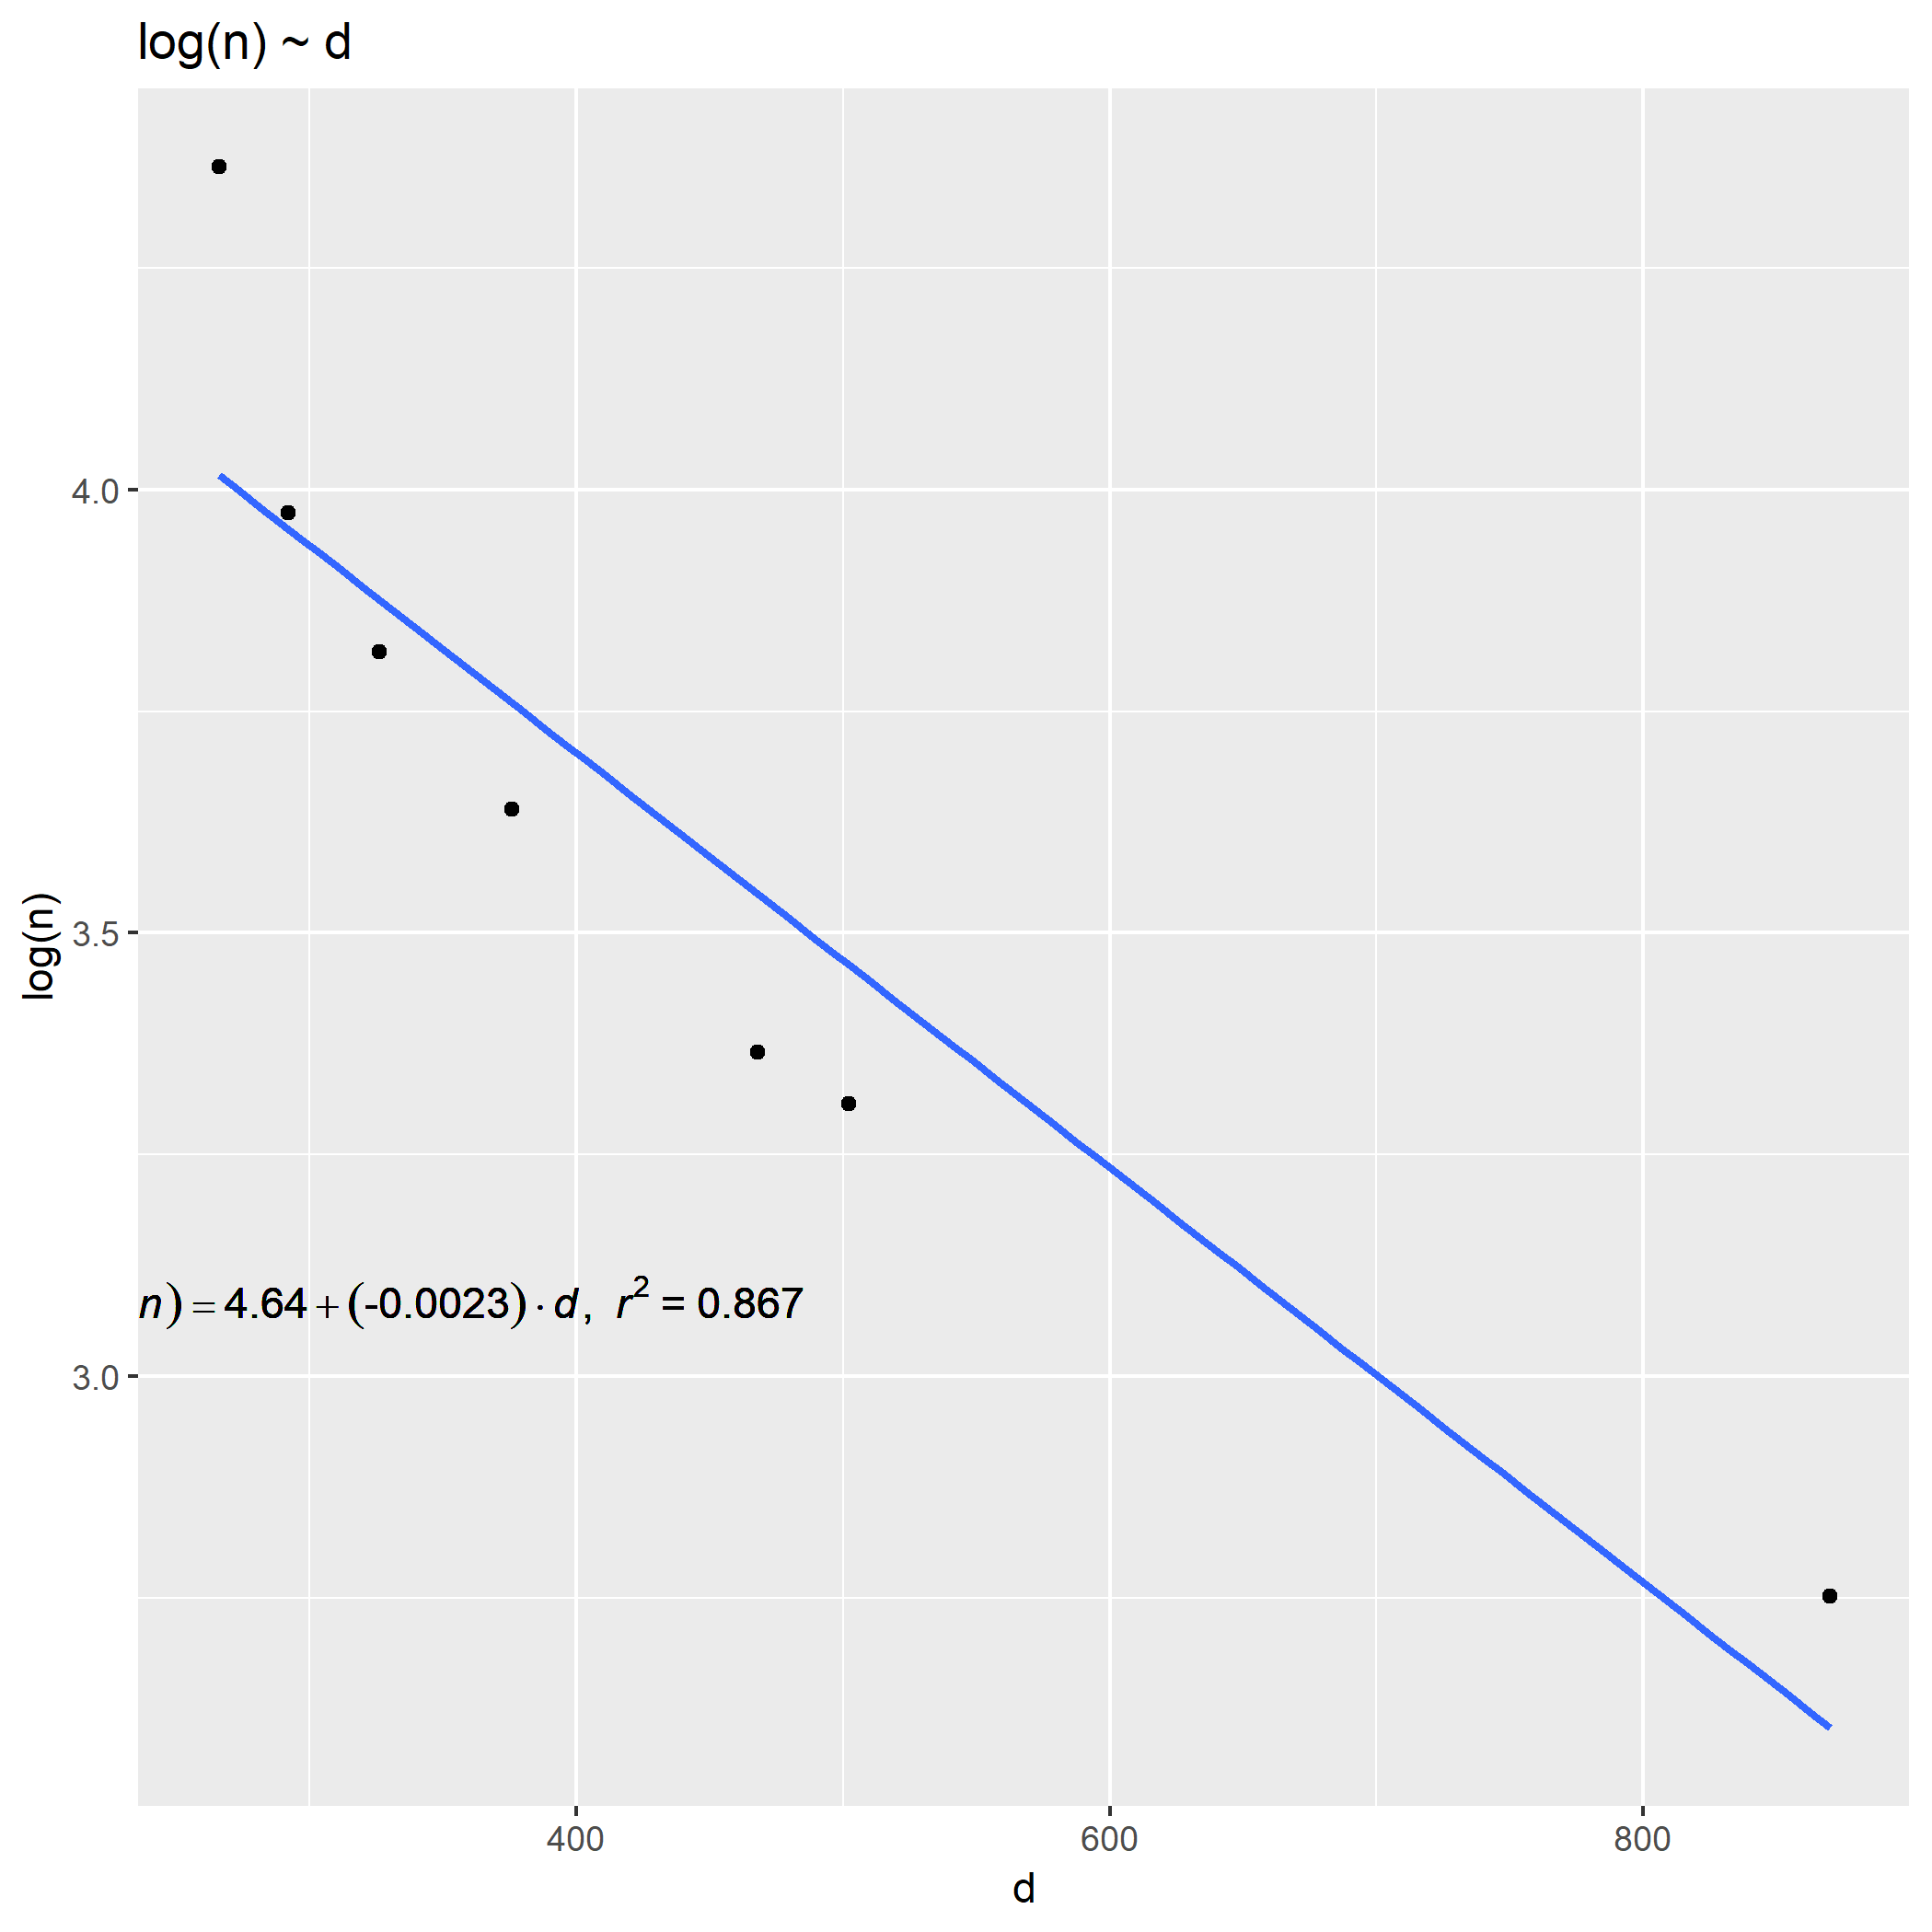 log(n) ~ d
4.0
3.5
3.0
log(n)
n) = 4.64 + (-0.0023) · d, r² = 0.867
400 600 800
d